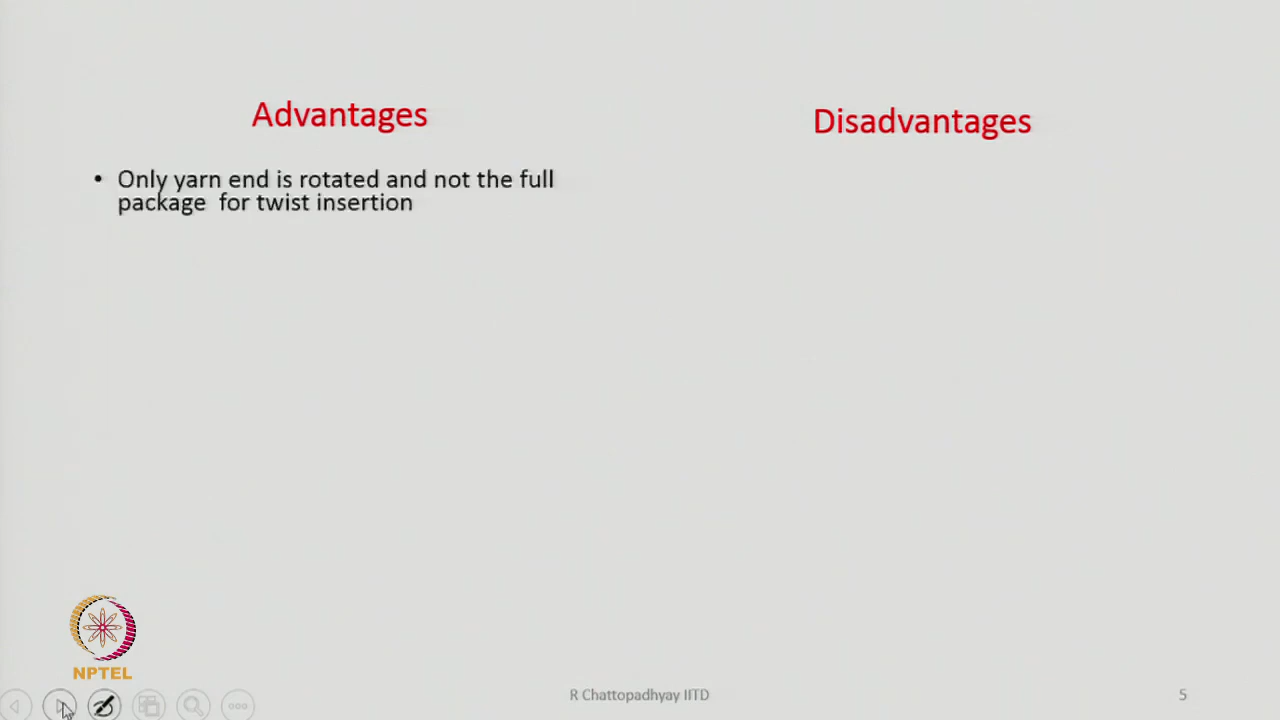 Advantages
Disadvantages
• Only yarn end is rotated and not the full
package for twist insertion
NPTEL
R Chattopadhyay IITD
5